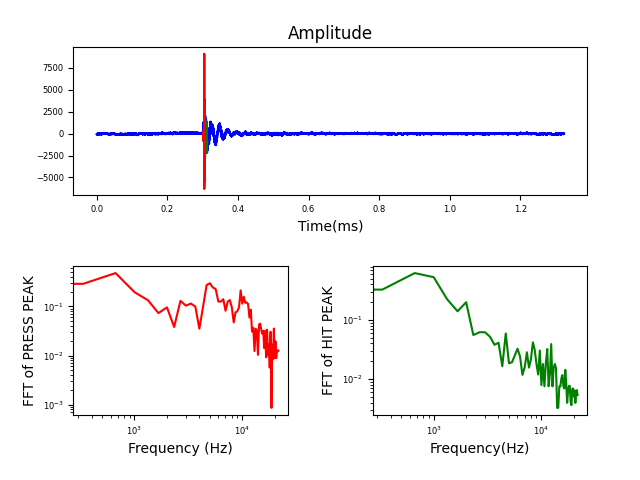 Amplitude
7500
5000
2500
0
−2500
−5000
0.0 0.2 0.4 0.6 0.8 1.0 1.2
Time(ms)
FFT of PRESS PEAK
10⁻¹
10⁻²
10⁻³
10³ 10⁴
Frequency (Hz)
FFT of HIT PEAK
10⁻¹
10⁻²
10³ 10⁴
Frequency(Hz)